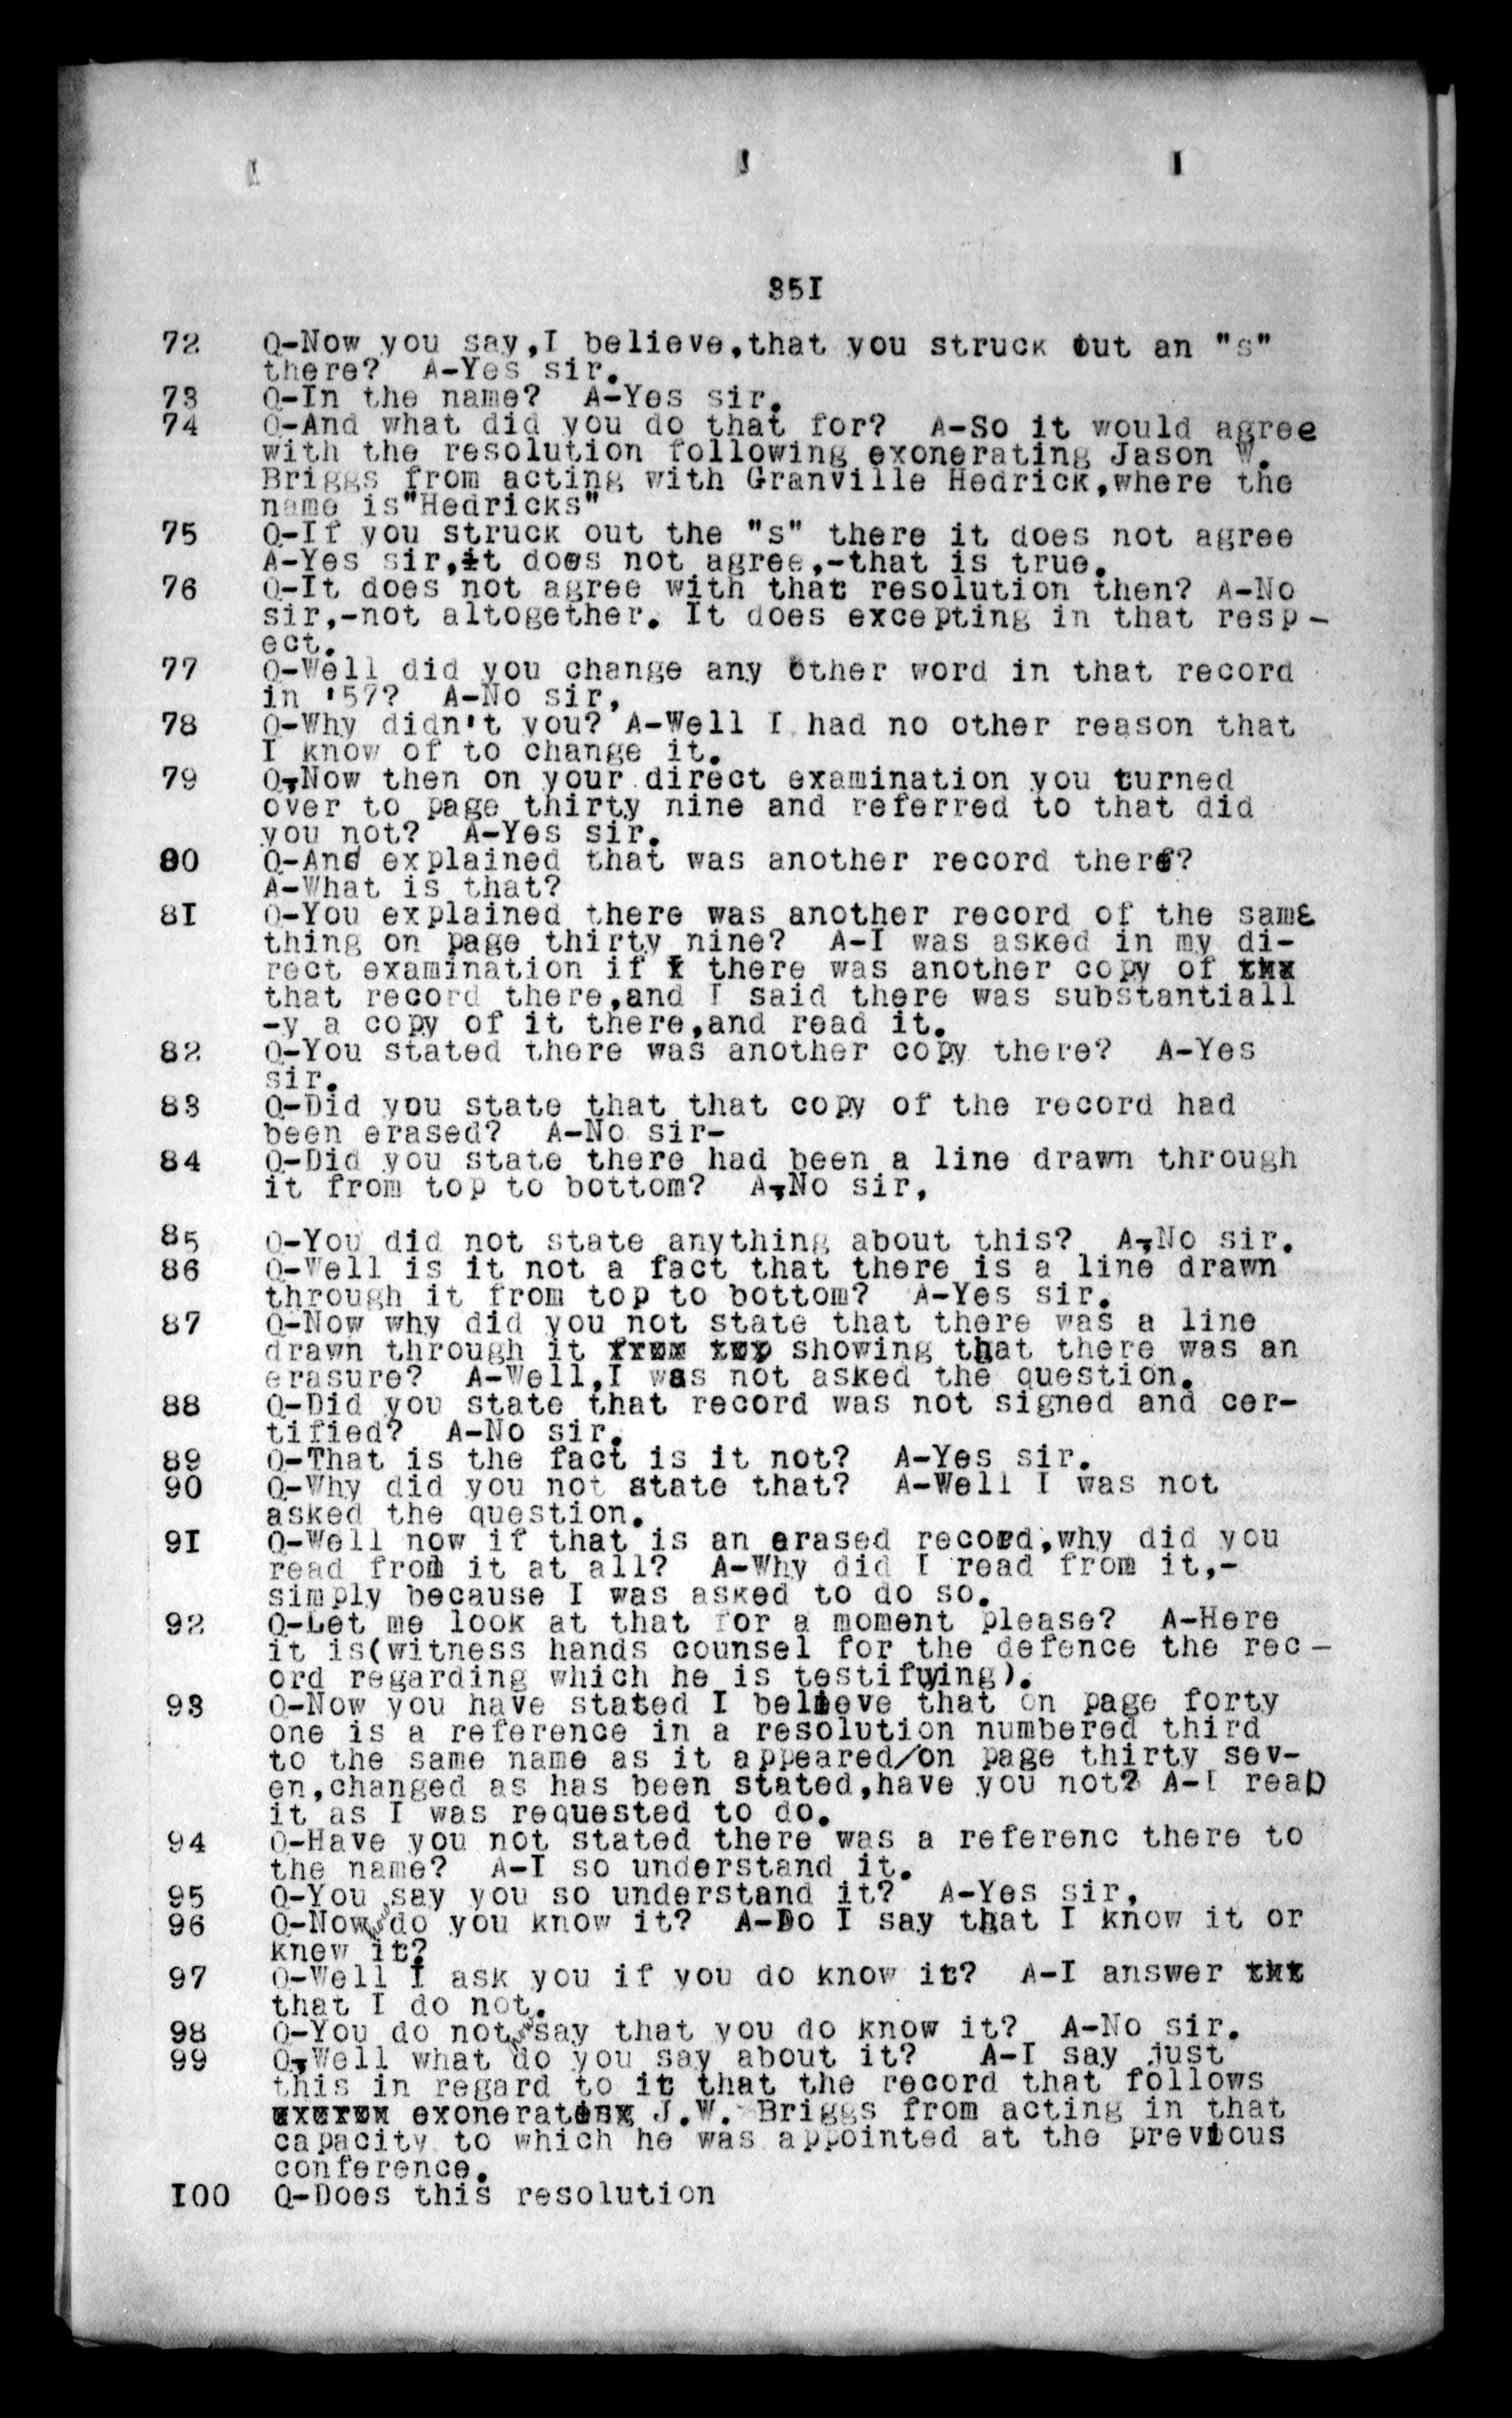 351
72 Q-Now you say,I believe,that you struck out an "s"
there? A-Yes sir.
73 Q-In the name? A-Yes sir.
74 Q-And what did you do that for? A-So it would agree
with the resolution following exonerating Jason W.
Briggs from acting with Granville Hedrick,where the
name is"Hedricks"
75 Q-If you struck out the "s" there it does not agree
A-Yes sir,it does not agree,-that is true.
76 Q-It does not agree with that resolution then? A-No
sir,-not altogether. It does excepting in that resp-
ect.
77 Q-Well did you change any other word in that record
in '57? A-No sir,
78 Q-Why didn't you? A-Well I had no other reason that
I know of to change it.
79 Q-Now then on your direct examination you turned
over to page thirty nine and referred to that did
you not? A-Yes sir.
80 Q-And explained that was another record there?
A-What is that?
8I Q-You explained there was another record of the same
thing on page thirty nine? A-I was asked in my di-
rect examination if x there was another copy of txx
that record there,and I said there was substantiall
-y a copy of it there,and read it.
82 Q-You stated there was another copy there? A-Yes
sir.
83 Q-Did you state that that copy of the record had
been erased? A-No sir-
84 Q-Did you state there had been a line drawn through
it from top to bottom? A-No sir,
85 Q-You did not state anything about this? A-No sir.
86 Q-Well is it not a fact that there is a line drawn
through it from top to bottom? A-Yes sir.
87 Q-Now why did you not state that there was a line
drawn through it frxx txp showing that there was an
erasure? A-Well,I was not asked the question.
88 Q-Did you state that record was not signed and cer-
tified? A-No sir.
89 Q-That is the fact is it not? A-Yes sir.
90 Q-Why did you not state that? A-Well I was not
asked the question.
9I Q-Well now if that is an erased record,why did you
read from it at all? A-Why did I read from it,-
simply because I was asked to do so.
92 Q-Let me look at that for a moment please? A-Here
it is(witness hands counsel for the defence the rec-
ord regarding which he is testifying).
93 Q-Now you have stated I believe that on page forty
one is a reference in a resolution numbered third
to the same name as it appeared/on page thirty sev-
en,changed as has been stated,have you not? A-I read
it as I was requested to do.
94 Q-Have you not stated there was a referenc there to
the name? A-I so understand it.
95 Q-You say you so understand it? A-Yes sir,
96 Q-Now do you know it? A-Do I say that I know it or
knew it?
97 Q-Well I ask you if you do know it? A-I answer txt
that I do not.
98 Q-You do not say that you do know it? A-No sir.
99 Q-Well what do you say about it? A-I say just
this in regard to it that the record that follows
exonerates J.W. Briggs from acting in that
capacity to which he was appointed at the previous
conference.
I00 Q-Does this resolution